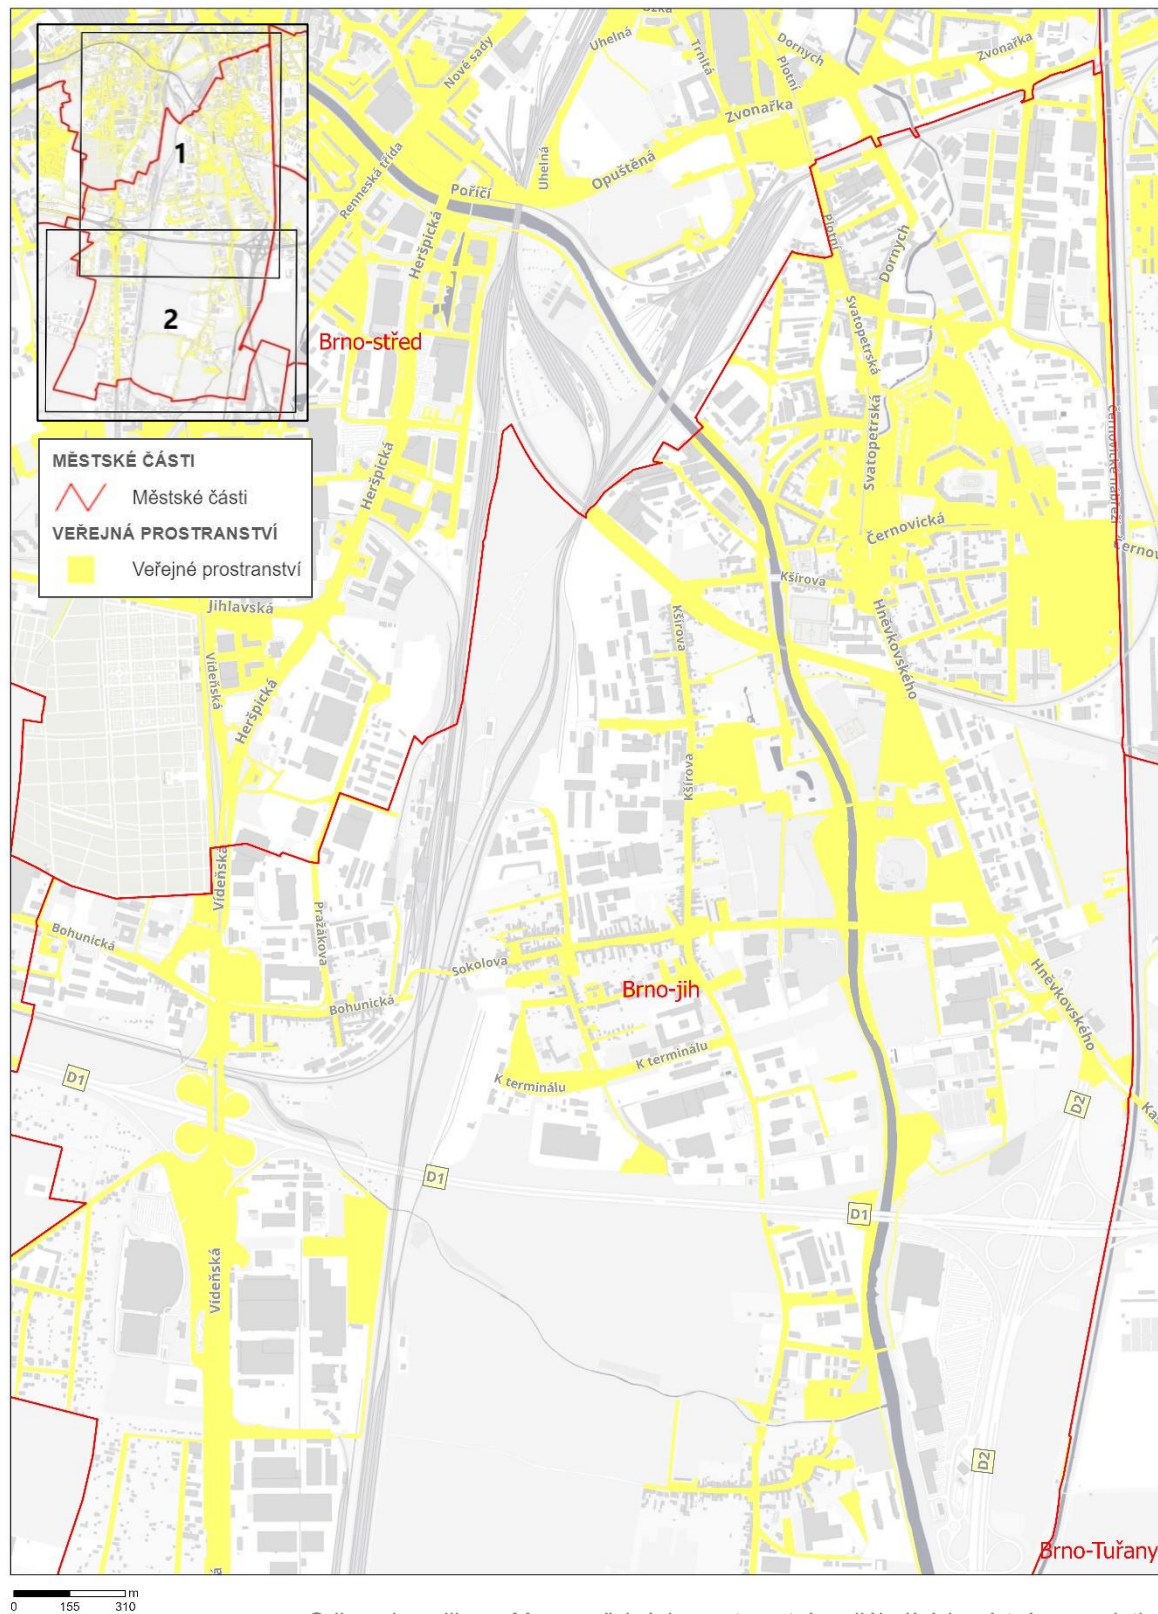 1
2
MĚSTSKÉ ČÁSTI
Městské části
VEŘEJNÁ PROSTRANSTVÍ
Veřejné prostranství
Uhelná
Nové sady
Trnitá
Dornych
Plotní
Zvonařka
Zvonařka
Renneská třída
Poříčí
Uhelná
Opuštěná
Heršpická
Plotní
Dornych
Brno-střed
Svatopetrská
Svatopetrská
Heršpická
Černovické nábřeží
Černovická
Kšírova
Jihlavská
Kšírova
Hněvkovského
Vídeňská
Heršpická
Kšírova
Vídeňská
Pražákova
Bohunická
Sokolova
Brno-jih
Bohunická
Hněvkovského
K terminálu
K terminálu
D1
D2
D1
D1
Vídeňská
D2
Brno-Tuřany
m
0 155 310